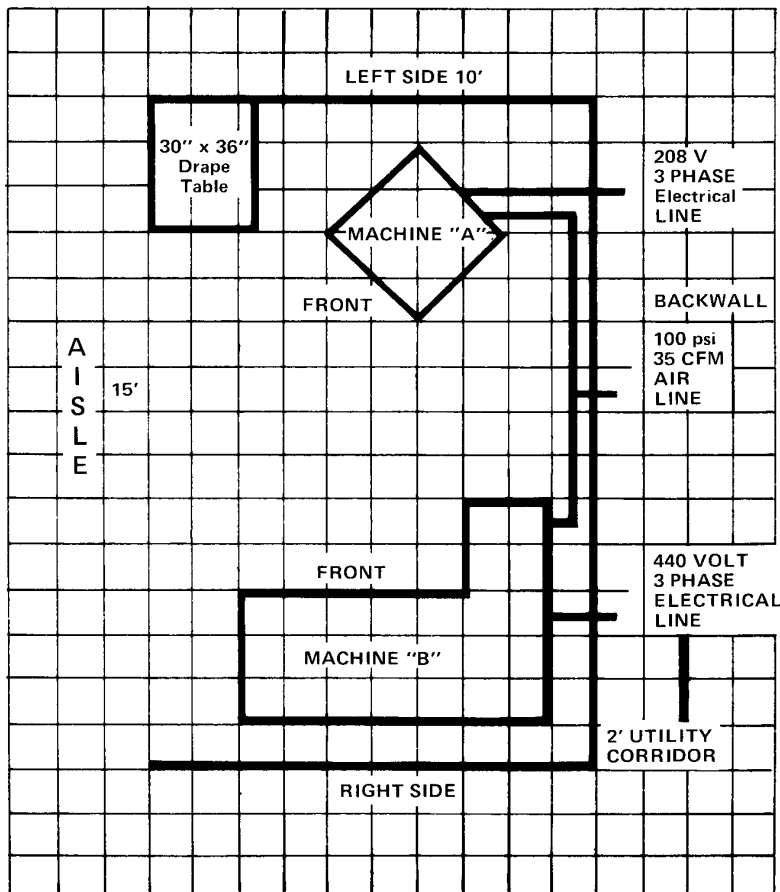 LEFT SIDE 10'
30" x 36"
Drape
Table
208 V
3 PHASE
Electrical
LINE
MACHINE "A"
FRONT
BACKWALL
100 psi
35 CFM
AIR
LINE
A
I
S
L
E
15'
FRONT
440 VOLT
3 PHASE
ELECTRICAL
LINE
MACHINE "B"
2' UTILITY
CORRIDOR
RIGHT SIDE